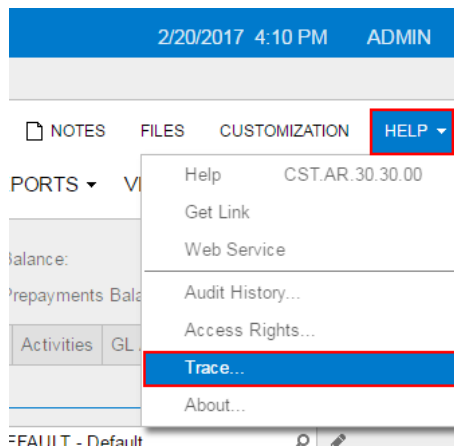 2/20/2017 4:10 PM ADMIN
NOTES FILES CUSTOMIZATION HELP
PORTS
Help CST.AR.30.30.00
Get Link
Balance:
Web Service
Prepayments Bala
Audit History...
Activities GL
Access Rights...
Trace...
About...
EFAULT - Default